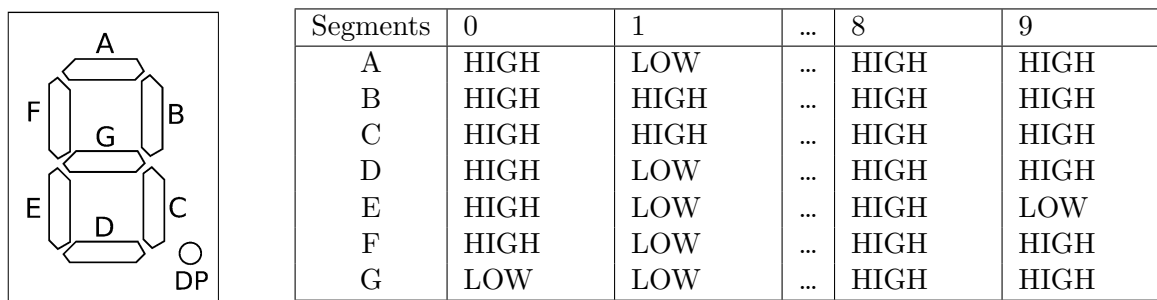 A
F B
G
E C
D
DP
Segments 0 1 ... 8 9
A HIGH LOW ... HIGH HIGH
B HIGH HIGH ... HIGH HIGH
C HIGH HIGH ... HIGH HIGH
D HIGH LOW ... HIGH HIGH
E HIGH LOW ... HIGH LOW
F HIGH LOW ... HIGH HIGH
G LOW LOW ... HIGH HIGH